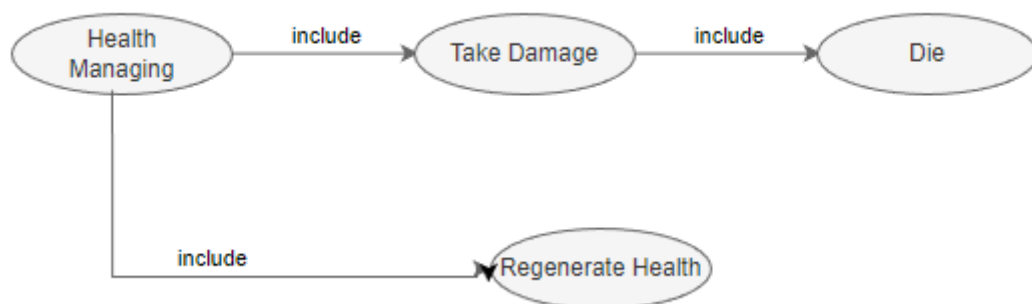 Health
Managing
include
Take Damage
include
Die
include
Regenerate Health